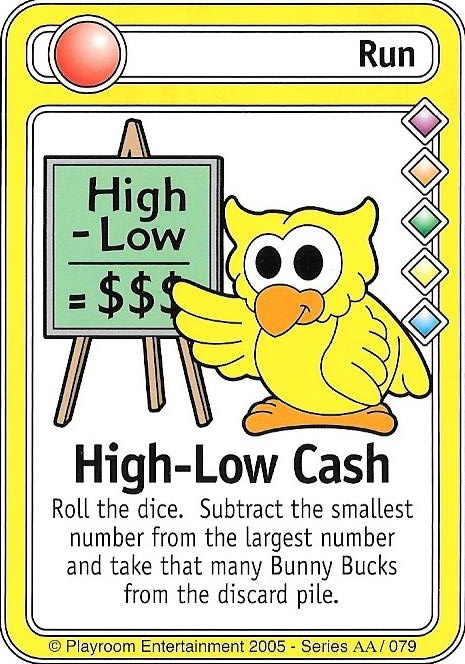 Run
High
- Low
= $$$
High-Low Cash
Roll the dice.  Subtract the smallest
number from the largest number
and take that many Bunny Bucks
from the discard pile.
© Playroom Entertainment 2005 - Series AA / 079